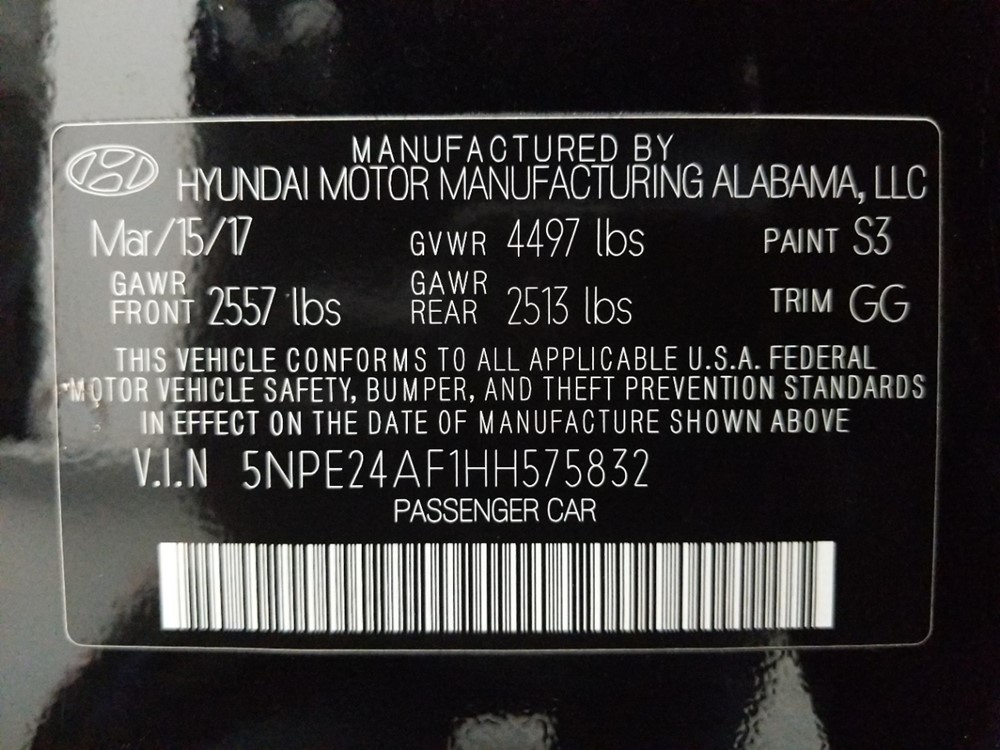 MANUFACTURED BY
HYUNDAI MOTOR MANUFACTURING ALABAMA, LLC
Mar/15/17 GVWR 4497 lbs PAINT S3
GAWR FRONT 2557 lbs GAWR REAR 2513 lbs TRIM GG
THIS VEHICLE CONFORMS TO ALL APPLICABLE U.S.A. FEDERAL
MOTOR VEHICLE SAFETY, BUMPER, AND THEFT PREVENTION STANDARDS
IN EFFECT ON THE DATE OF MANUFACTURE SHOWN ABOVE
V.I.N 5NPE24AF1HH575832
PASSENGER CAR